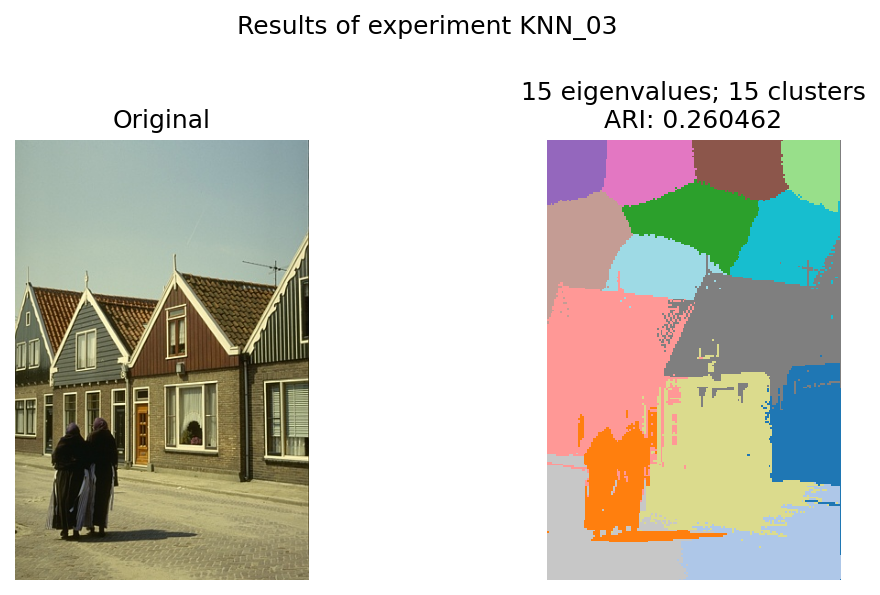 Results of experiment KNN_03
Original
15 eigenvalues; 15 clusters
ARI: 0.260462